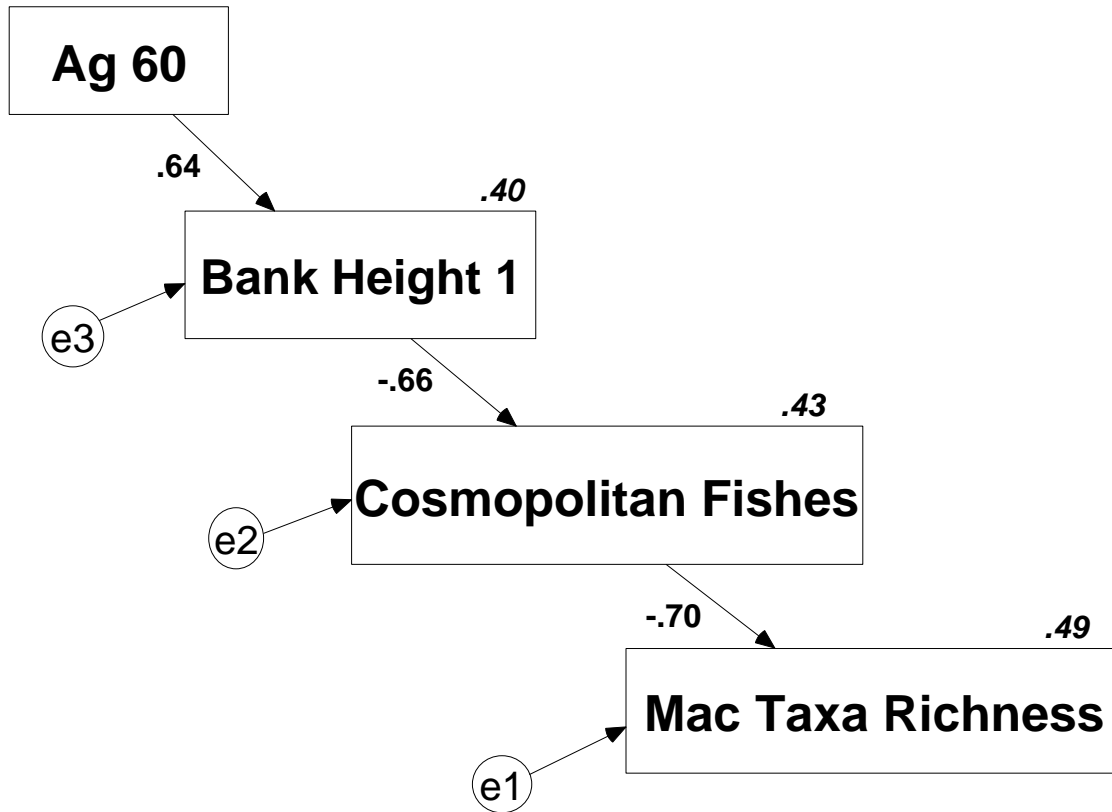 Ag 60
.64
.40
Bank Height 1
e3
-.66
.43
Cosmopolitan Fishes
e2
-.70
.49
Mac Taxa Richness
e1